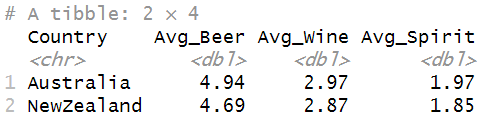 # A tibble: 2 × 4
Country Avg_Beer Avg_Wine Avg_Spirit
<chr> <dbl> <dbl> <dbl>
1 Australia 4.94 2.97 1.97
2 NewZealand 4.69 2.87 1.85